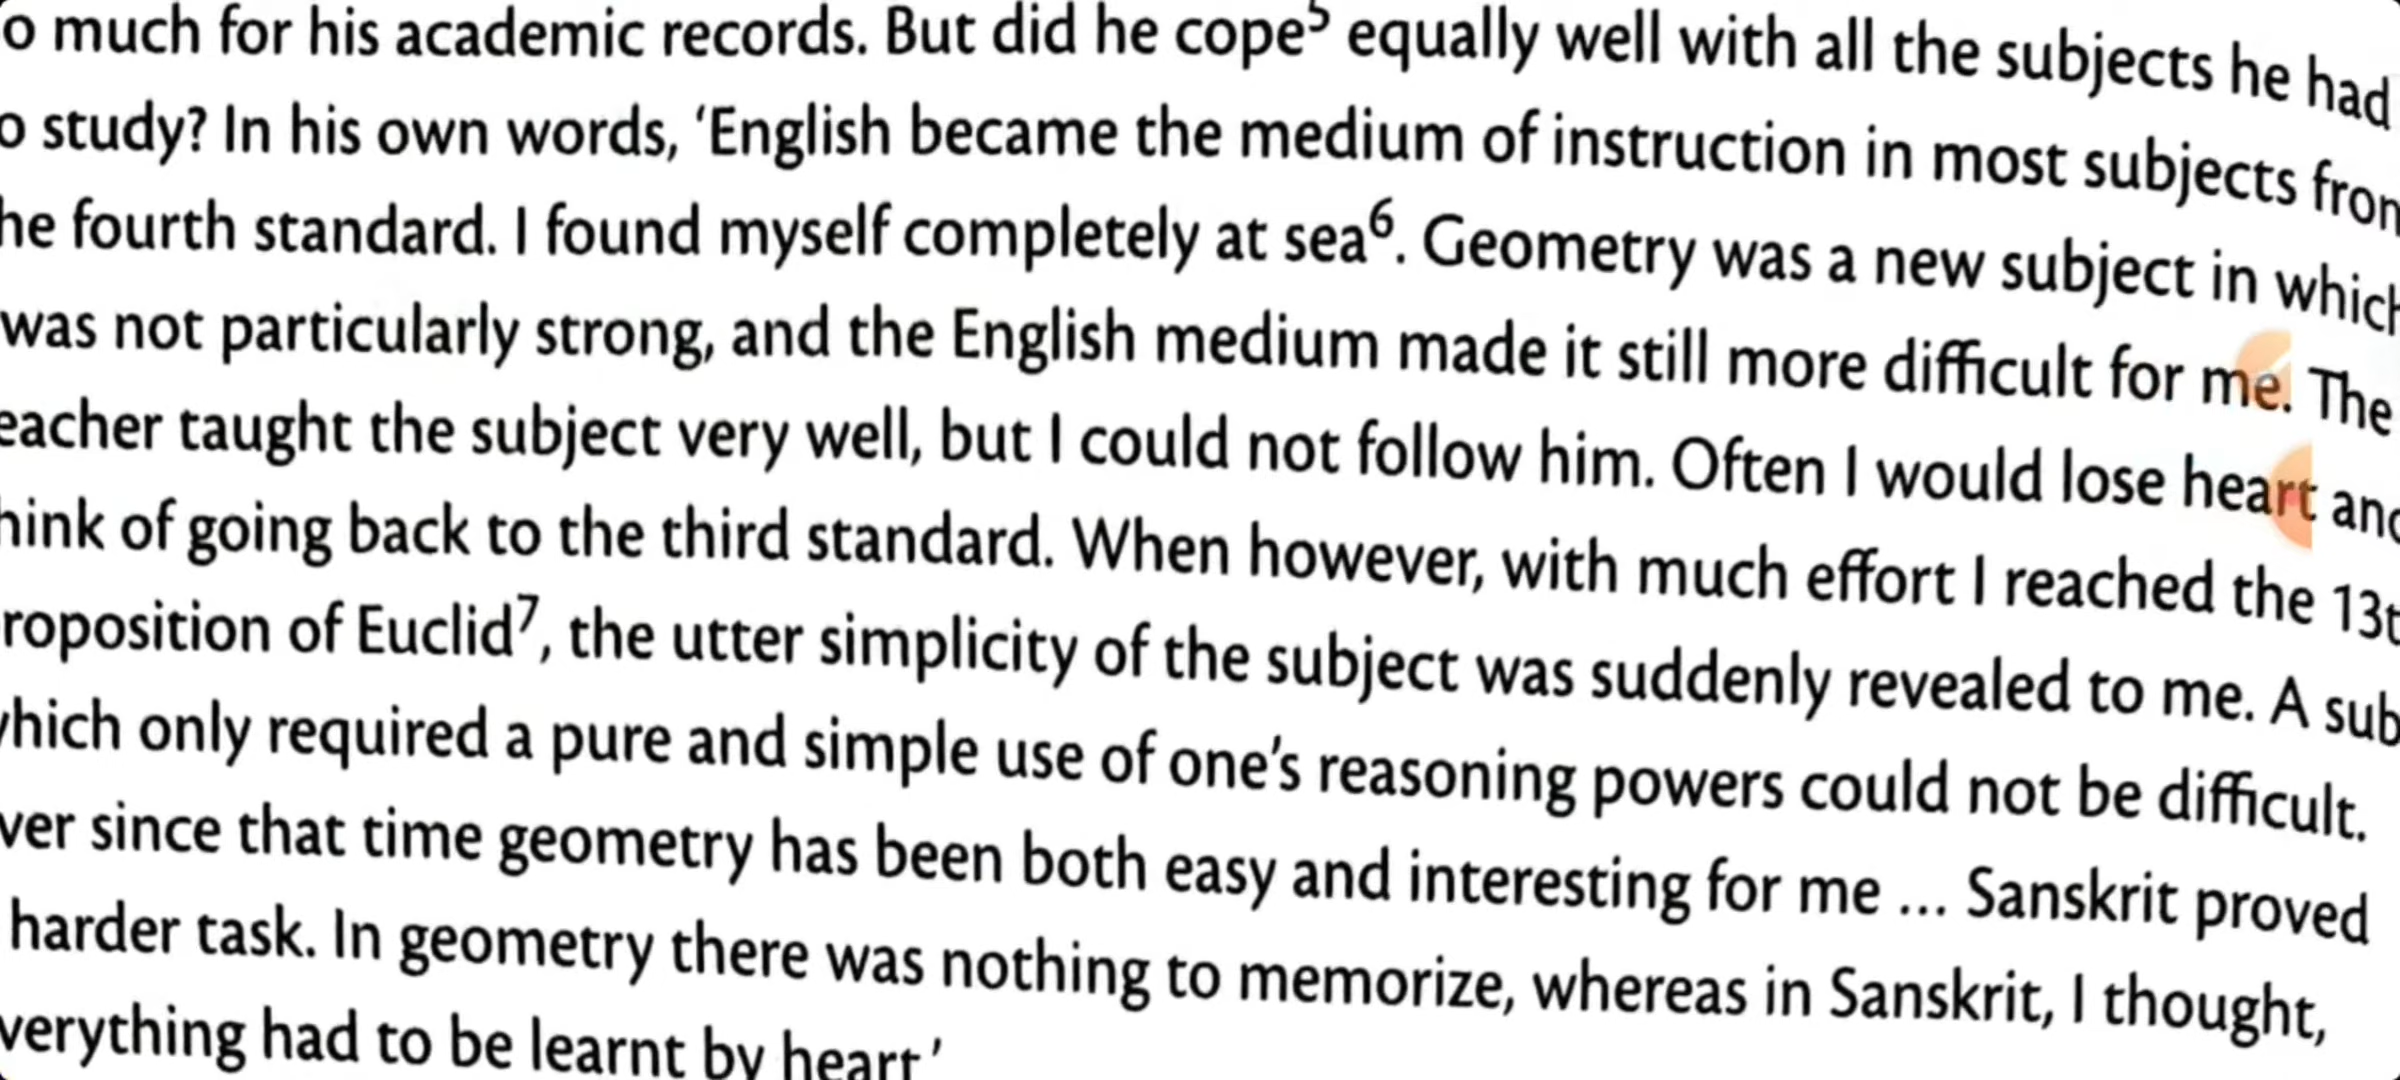 o much for his academic records. But did he cope⁵ equally well with all the subjects he had
o study? In his own words, ‘English became the medium of instruction in most subjects from
he fourth standard. I found myself completely at sea⁶. Geometry was a new subject in which
was not particularly strong, and the English medium made it still more difficult for me. The
eacher taught the subject very well, but I could not follow him. Often I would lose heart and
hink of going back to the third standard. When however, with much effort I reached the 13t
roposition of Euclid⁷, the utter simplicity of the subject was suddenly revealed to me. A sub
which only required a pure and simple use of one’s reasoning powers could not be difficult.
ver since that time geometry has been both easy and interesting for me ... Sanskrit proved
harder task. In geometry there was nothing to memorize, whereas in Sanskrit, I thought,
verything had to be learnt by heart’